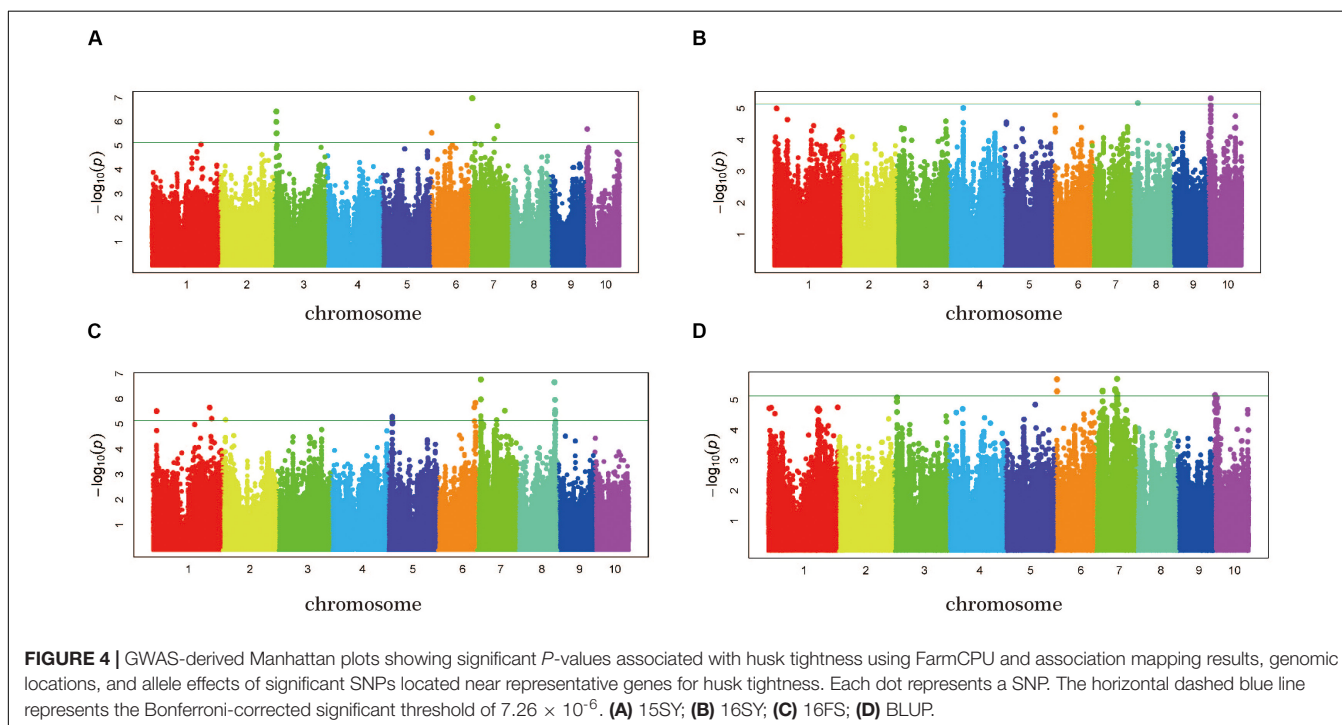 A
B
−log10(p)
7
6
5
4
3
2
1
1 2 3 4 5 6 7 8 9 10
chromosome
−log10(p)
5
4
3
2
1
1 2 3 4 5 6 7 8 9 10
chromosome
C
D
−log10(p)
7
6
5
4
3
2
1
1 2 3 4 5 6 7 8 9 10
chromosome
−log10(p)
5
4
3
2
1
1 2 3 4 5 6 7 8 9 10
chromosome
FIGURE 4 | GWAS-derived Manhattan plots showing significant P-values associated with husk tightness using FarmCPU and association mapping results, genomic
locations, and allele effects of significant SNPs located near representative genes for husk tightness. Each dot represents a SNP. The horizontal dashed blue line
represents the Bonferroni-corrected significant threshold of 7.26 × 10⁻⁶. (A) 15SY; (B) 16SY; (C) 16FS; (D) BLUP.